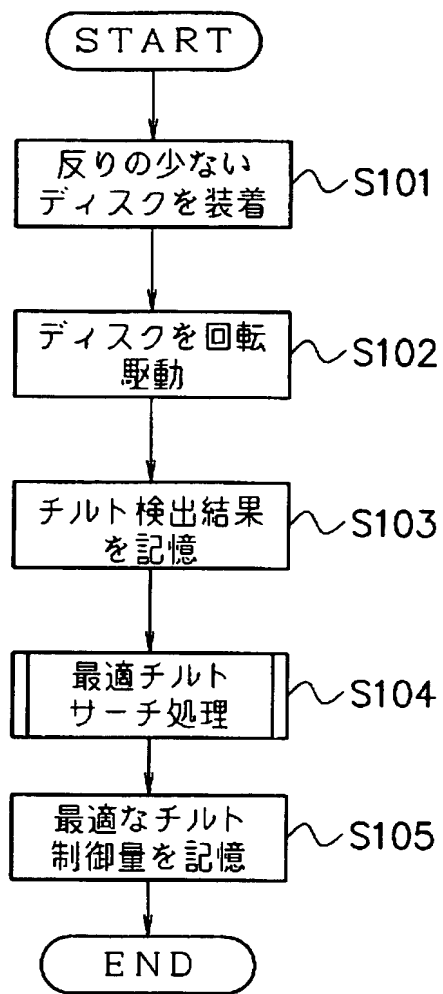 START
反りの少ない
ディスクを装着
S101
ディスクを回転
駆動
S102
チルト検出結果
を記憶
S103
最適チルト
サーチ処理
S104
最適なチルト
制御量を記憶
S105
END